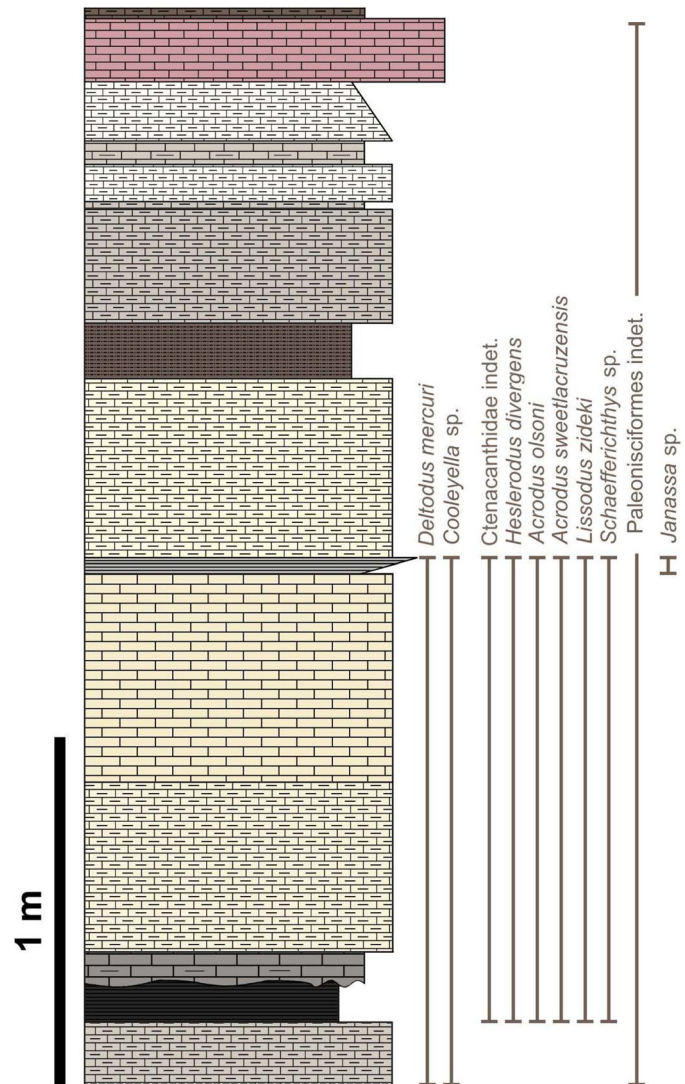 Deltodus mercuri
Cooleyella sp.
Ctenacanthidae indet.
Heslerodus divergens
Acrodus olsoni
Acrodus sweetlacruzensis
Lissodus zideki
Schaefferichthys sp.
Paleonisciformes indet.
Janassa sp.
1 m